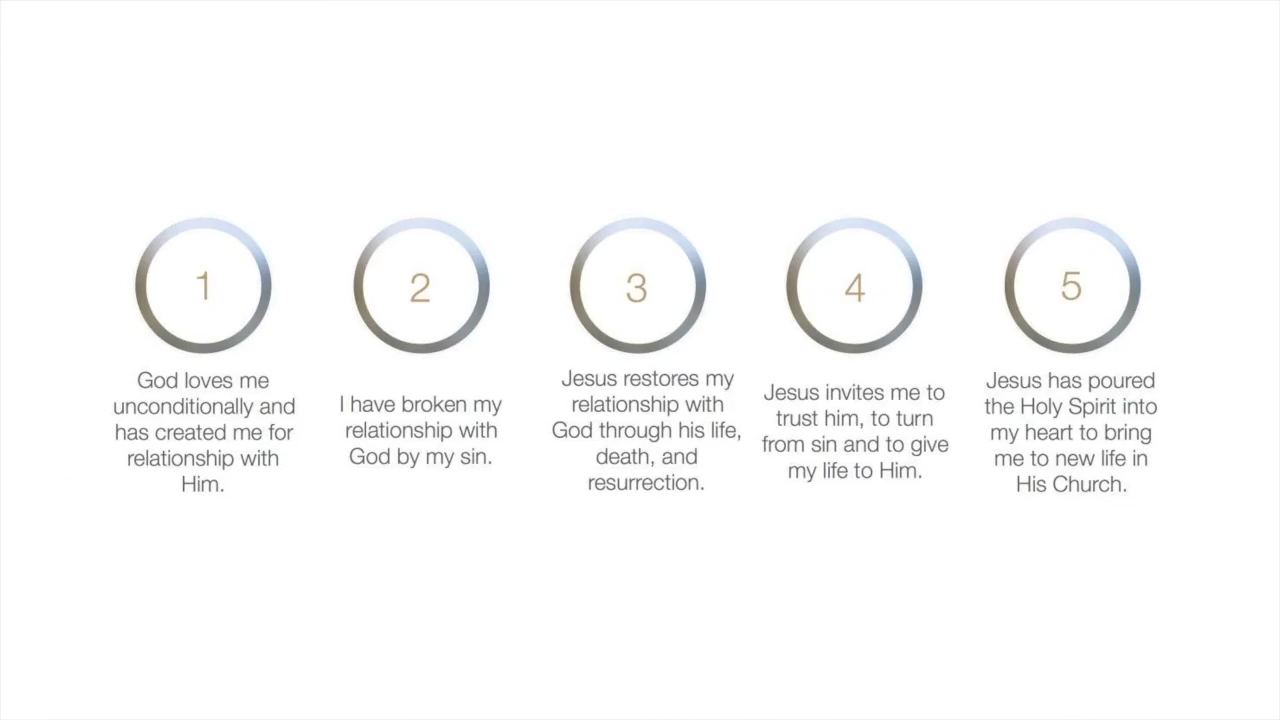 1
God loves me
unconditionally and
has created me for
relationship with
Him.
2
I have broken my
relationship with
God by my sin.
3
Jesus restores my
relationship with
God through his life,
death, and
resurrection.
4
Jesus invites me to
trust him, to turn
from sin and to give
my life to Him.
5
Jesus has poured
the Holy Spirit into
my heart to bring
me to new life in
His Church.